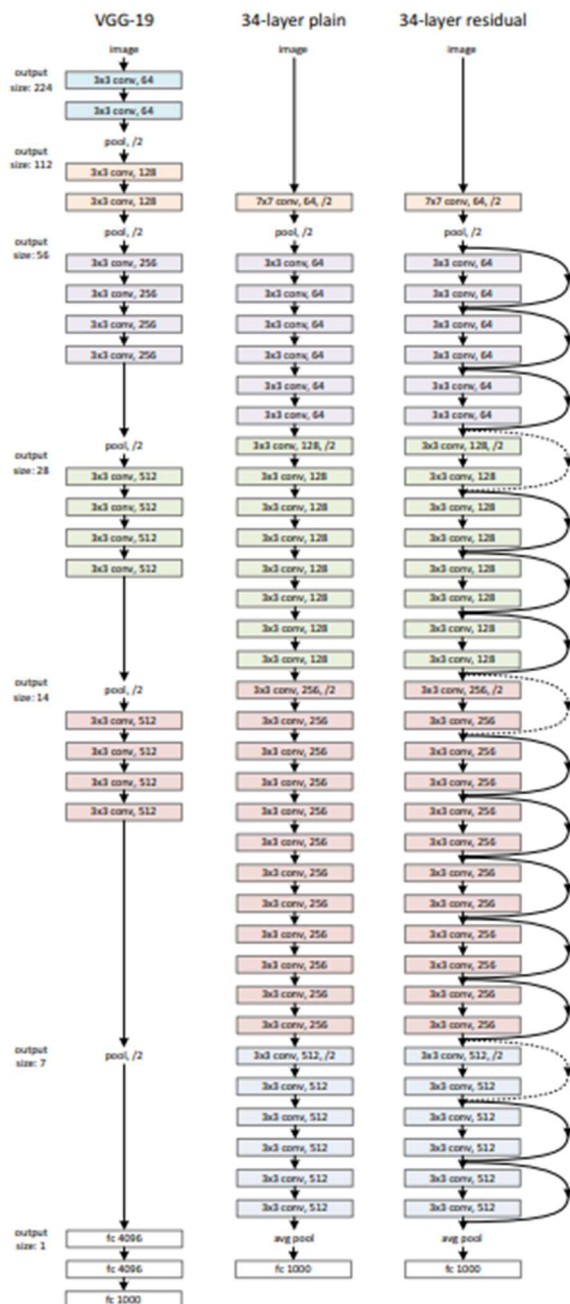 output
size: 224
output
size: 112
output
size: 56
output
size: 28
output
size: 14
output
size: 7
output
size: 1
VGG-19
image
3x3 conv, 64
3x3 conv, 64
pool, /2
3x3 conv, 128
3x3 conv, 128
pool, /2
3x3 conv, 256
3x3 conv, 256
3x3 conv, 256
3x3 conv, 256
pool, /2
3x3 conv, 512
3x3 conv, 512
3x3 conv, 512
3x3 conv, 512
pool, /2
3x3 conv, 512
3x3 conv, 512
3x3 conv, 512
3x3 conv, 512
pool, /2
fc 4096
fc 4096
fc 1000
34-layer plain
image
7x7 conv, 64, /2
pool, /2
3x3 conv, 64
3x3 conv, 64
3x3 conv, 64
3x3 conv, 64
3x3 conv, 64
3x3 conv, 64
3x3 conv, 128, /2
3x3 conv, 128
3x3 conv, 128
3x3 conv, 128
3x3 conv, 128
3x3 conv, 128
3x3 conv, 128
3x3 conv, 128
3x3 conv, 256, /2
3x3 conv, 256
3x3 conv, 256
3x3 conv, 256
3x3 conv, 256
3x3 conv, 256
3x3 conv, 256
3x3 conv, 256
3x3 conv, 256
3x3 conv, 256
3x3 conv, 256
3x3 conv, 256
3x3 conv, 512, /2
3x3 conv, 512
3x3 conv, 512
3x3 conv, 512
3x3 conv, 512
3x3 conv, 512
avg pool
fc 1000
34-layer residual
image
7x7 conv, 64, /2
pool, /2
3x3 conv, 64
3x3 conv, 64
3x3 conv, 64
3x3 conv, 64
3x3 conv, 64
3x3 conv, 64
3x3 conv, 128, /2
3x3 conv, 128
3x3 conv, 128
3x3 conv, 128
3x3 conv, 128
3x3 conv, 128
3x3 conv, 128
3x3 conv, 128
3x3 conv, 256, /2
3x3 conv, 256
3x3 conv, 256
3x3 conv, 256
3x3 conv, 256
3x3 conv, 256
3x3 conv, 256
3x3 conv, 256
3x3 conv, 256
3x3 conv, 256
3x3 conv, 256
3x3 conv, 256
3x3 conv, 512, /2
3x3 conv, 512
3x3 conv, 512
3x3 conv, 512
3x3 conv, 512
3x3 conv, 512
avg pool
fc 1000